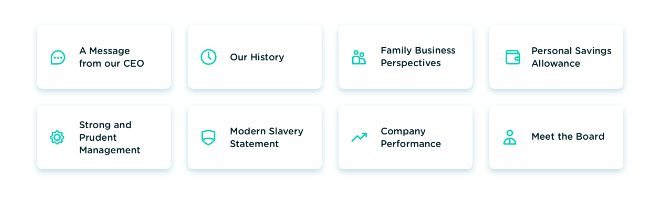 A Message
from our CEO
Our History
Family Business
Perspectives
Personal Savings
Allowance
Strong and
Prudent
Management
Modern Slavery
Statement
Company
Performance
Meet the Board